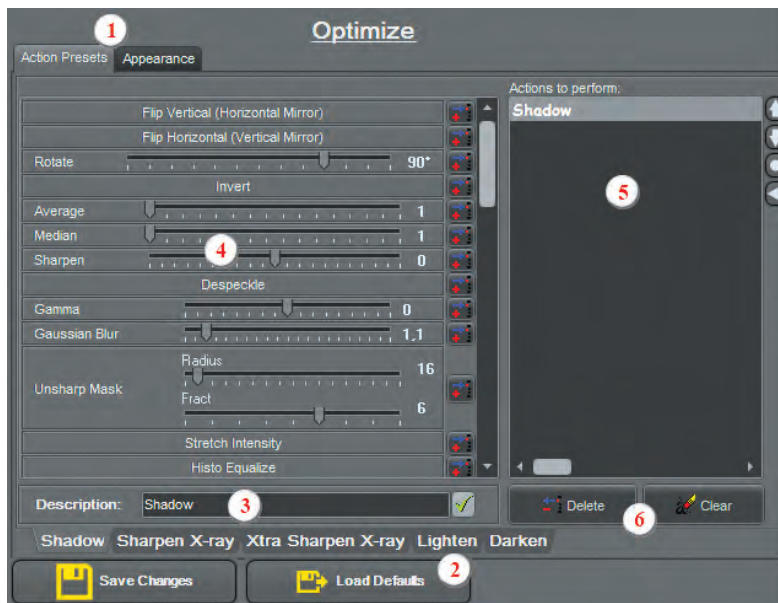 Optimize
1
Action Presets Appearance
Actions to perform:
Flip Vertical (Horizontal Mirror)
Shadow
Flip Horizontal (Vertical Mirror)
Rotate 90°
Invert
5
Average 1
Median 1
4
Sharpen 0
Despeckle
Gamma 0
Gaussian Blur 1,1
Radius
16
Unsharp Mask
Fract
6
Stretch Intensity
Histo Equalize
Description: Shadow 3
Delete 6 Clear
Shadow Sharpen X-ray Xtra Sharpen X-ray Lighten Darken
Save Changes Load Defaults 2